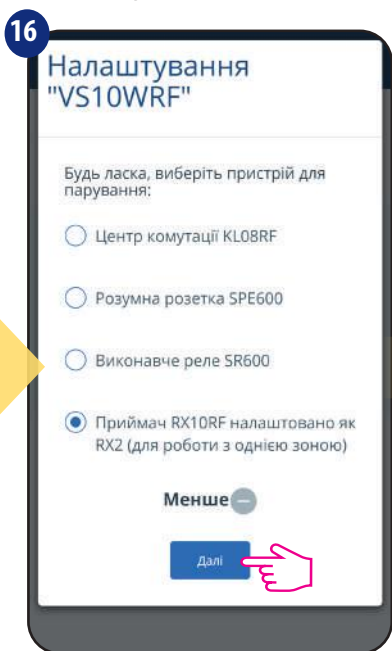 16
Налаштування
"VS10WRF"
Будь ласка, виберіть пристрій для
парування:
Центр комутації KL08RF
Розумна розетка SPE600
Виконавче реле SR600
Приймач RX10RF налаштовано як
RX2 (для роботи з однією зоною)
Менше
Далі